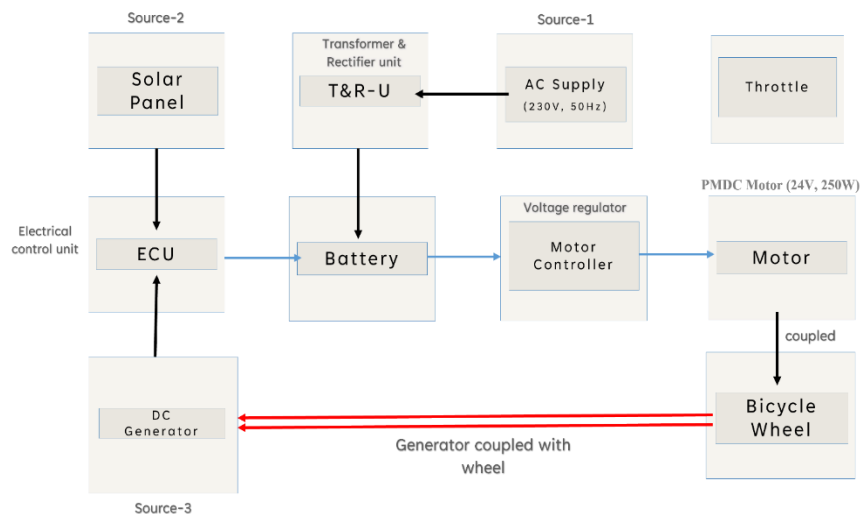 Source-2
Source-1
Solar
Panel
Transformer &
Rectifier unit
T&R-U
AC Supply
(230V, 50Hz)
Throttle
PMDC Motor (24V, 250W)
Electrical
control unit
ECU
Battery
Voltage regulator
Motor
Controller
Motor
coupled
DC
Generator
Bicycle
Wheel
Generator coupled with
wheel
Source-3